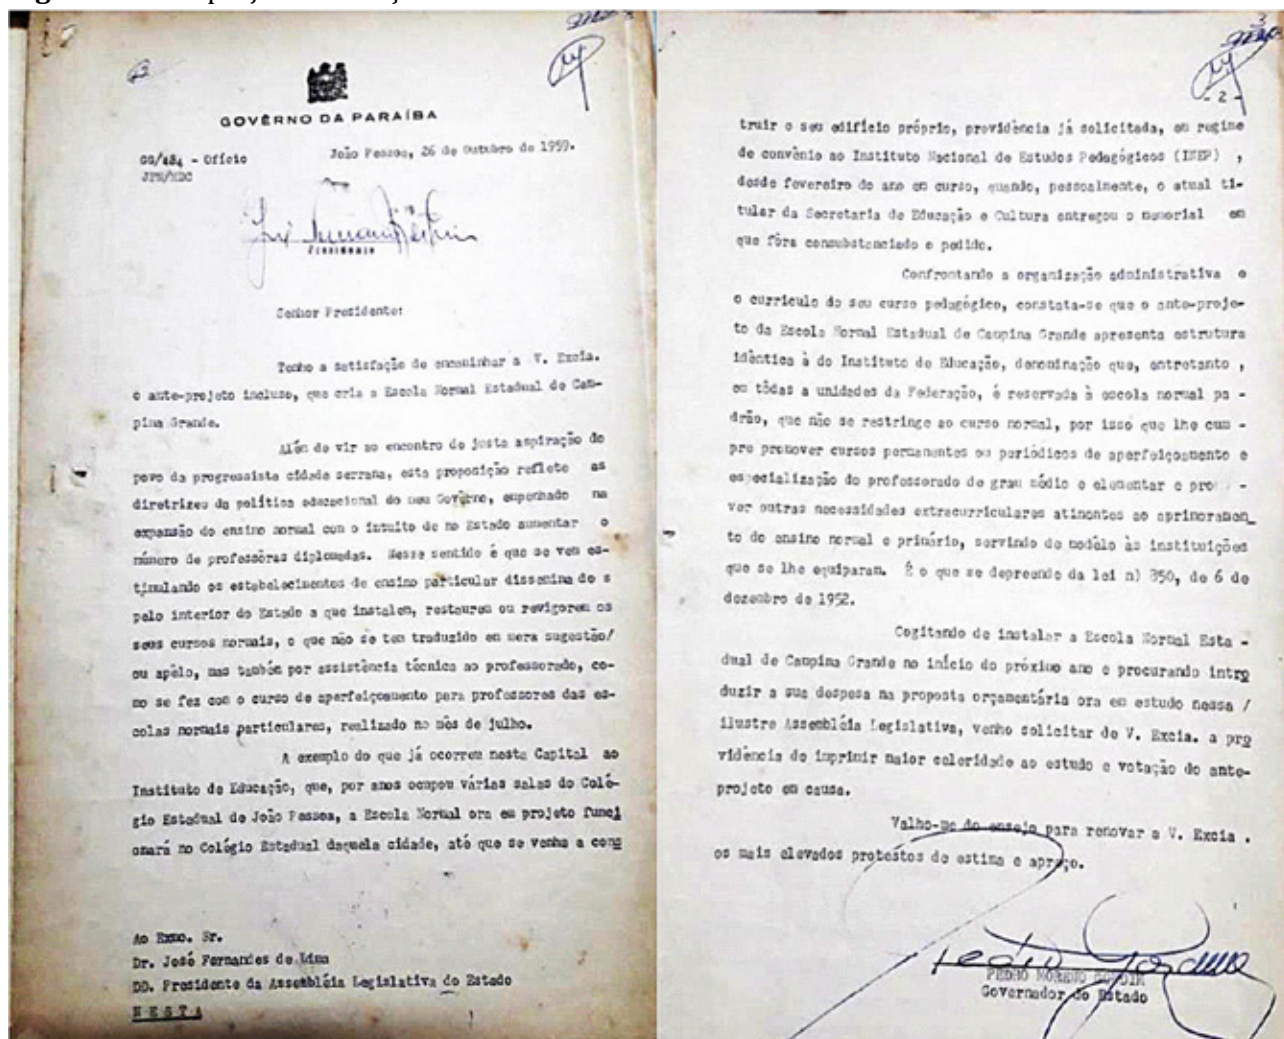 GOVÊRNO DA PARAÍBA
João Pessoa, 26 de Outubro de 1959.
GG/484 - Ofício
Presidente
Senhor Presidente:
Tenho a satisfação de encaminhar a V. Excia.
o ante-projeto incluso, que cria a Escola Normal Estadual de Cam-
pina Grande.
Além de vir ao encontro de justa aspiração do
povo da progressista cidade serrana, esta proposição reflete as
diretrizes da política educacional do meu Govêrno, empenhado na
expansão do ensino normal com o intuito de no Estado aumentar o
número de professôras diplomadas. Nesse sentido é que se vem es-
timulando os estabelecimentos de ensino particular dissemina do s
pelo interior do Estado a que instalem, restaurem ou revigorem os
seus cursos normais, o que não se tem traduzido em mera sugestão/
ou apêlo, mas também por assistência técnica ao professorado, co-
mo se fez com o curso de aperfeiçoamento para professores das es-
colas normais particulares, realizado no mês de julho.
A exemplo do que já ocorreu nesta Capital ao
Instituto de Educação, que, por anos ocupou várias salas do Colé-
gio Estadual de João Pessoa, a Escola Normal ora em projeto funci
onará no Colégio Estadual daquela cidade, até que se venha a cons
Ao Exmo. Sr.
Dr. José Fernandes de Lima
DD. Presidente da Assembléia Legislativa do Estado
NESTA
3
- 2 -
truir o seu edifício próprio, providência já solicitada, em regime
de convênio ao Instituto Nacional de Estudos Pedagógicos (INEP) ,
desde fevereiro do ano em curso, quando, pessoalmente, o atual ti-
tular da Secretaria de Educação e Cultura entregou o memorial em
que fôra consubstanciado o pedido.
Confrontando a organização administrativa e
o currículo do seu curso pedagógico, constata-se que o ante-proje-
to da Escola Normal Estadual de Campina Grande apresenta estrutura
idêntica à do Instituto de Educação, denominação que, entretanto ,
em tôdas a unidades da Federação, é reservada à escola normal pa -
drão, que não se restringe ao curso normal, por isso que lhe cum -
pre promover cursos permanentes ou periódicos de aperfeiçoamento e
especialização do professorado de grau médio e elementar e pro -
ver outras necessidades extracurriculares atinentes ao aprimoramen
to do ensino normal e primário, servindo de modêlo às instituições
que se lhe equiparam. É o que se depreende da lei n) 850, de 6 de
dezembro de 1952.
Cogitando de instalar a Escola Normal Esta -
dual de Campina Grande no início do próximo ano e procurando intro
duzir a sua despesa na proposta orçamentária ora em estudo nessa /
ilustre Assembléia Legislativa, venho solicitar de V. Excia. a pro
vidência de imprimir maior celeridade ao estudo e votação do ante-
projeto em causa.
Valho-me do ensejo para renovar a V. Excia .
os mais elevados protestos de estima e aprêço.
PEDRO MORENO GONDIM
Governador do Estado